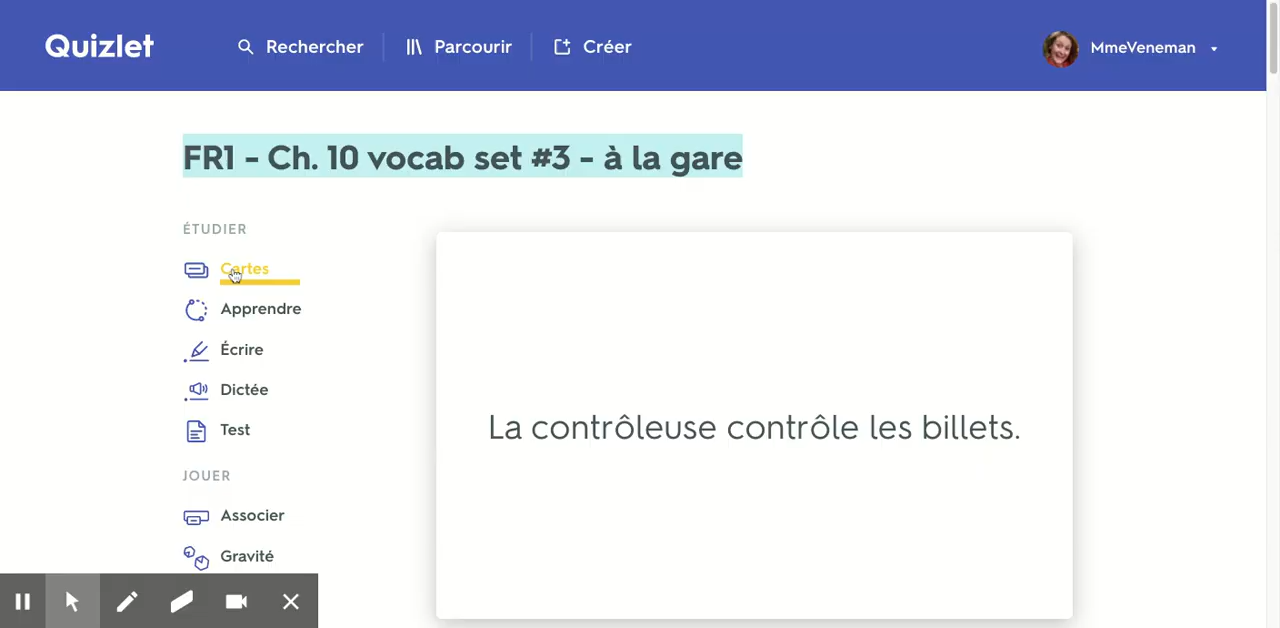 Quizlet
Rechercher
Parcourir
Créer
MmeVeneman
FR1 - Ch. 10 vocab set #3 - à la gare
ÉTUDIER
Cartes
Apprendre
Écrire
Dictée
Test
JOUER
Associer
Gravité
La contrôleuse contrôle les billets.